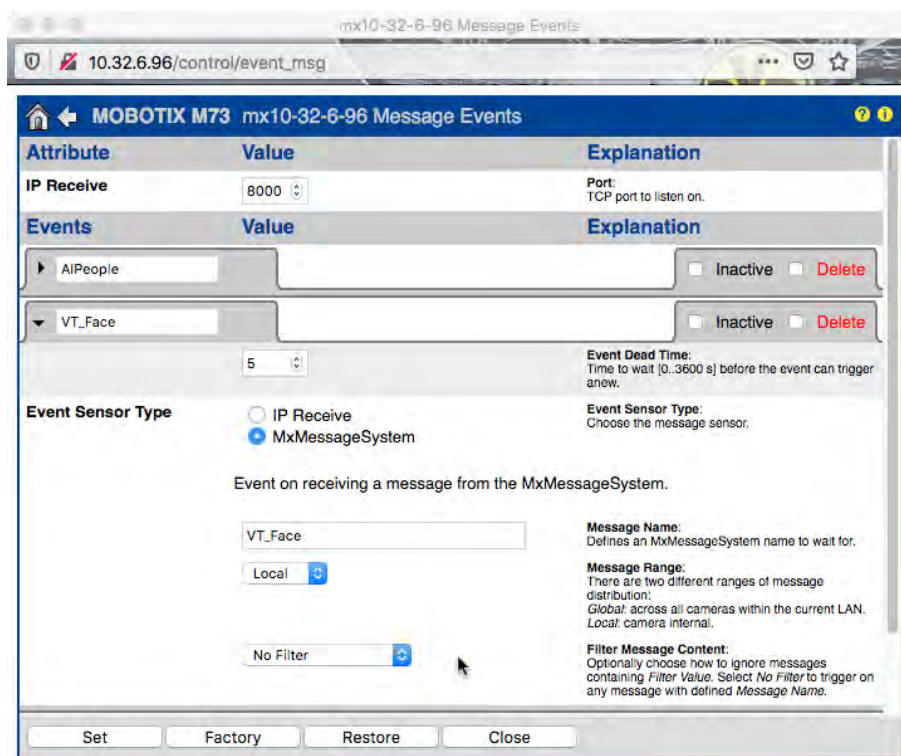 mx10-32-6-96 Message Events
10.32.6.96/control/event_msg
MOBOTIX M73 mx10-32-6-96 Message Events
Attribute Value Explanation
IP Receive 8000 Port:
TCP port to listen on.
Events Value Explanation
AIPeople Inactive Delete
VT_Face Inactive Delete
5 Event Dead Time:
Time to wait [0..3600 s] before the event can trigger
anew.
Event Sensor Type IP Receive Event Sensor Type:
MxMessageSystem Choose the message sensor.
Event on receiving a message from the MxMessageSystem.
VT_Face Message Name:
Defines an MxMessageSystem name to wait for.
Local Message Range:
There are two different ranges of message
distribution:
Global: across all cameras within the current LAN.
Local: camera internal.
No Filter Filter Message Content:
Optionally choose how to ignore messages
containing Filter Value. Select No Filter to trigger on
any message with defined Message Name.
Set Factory Restore Close